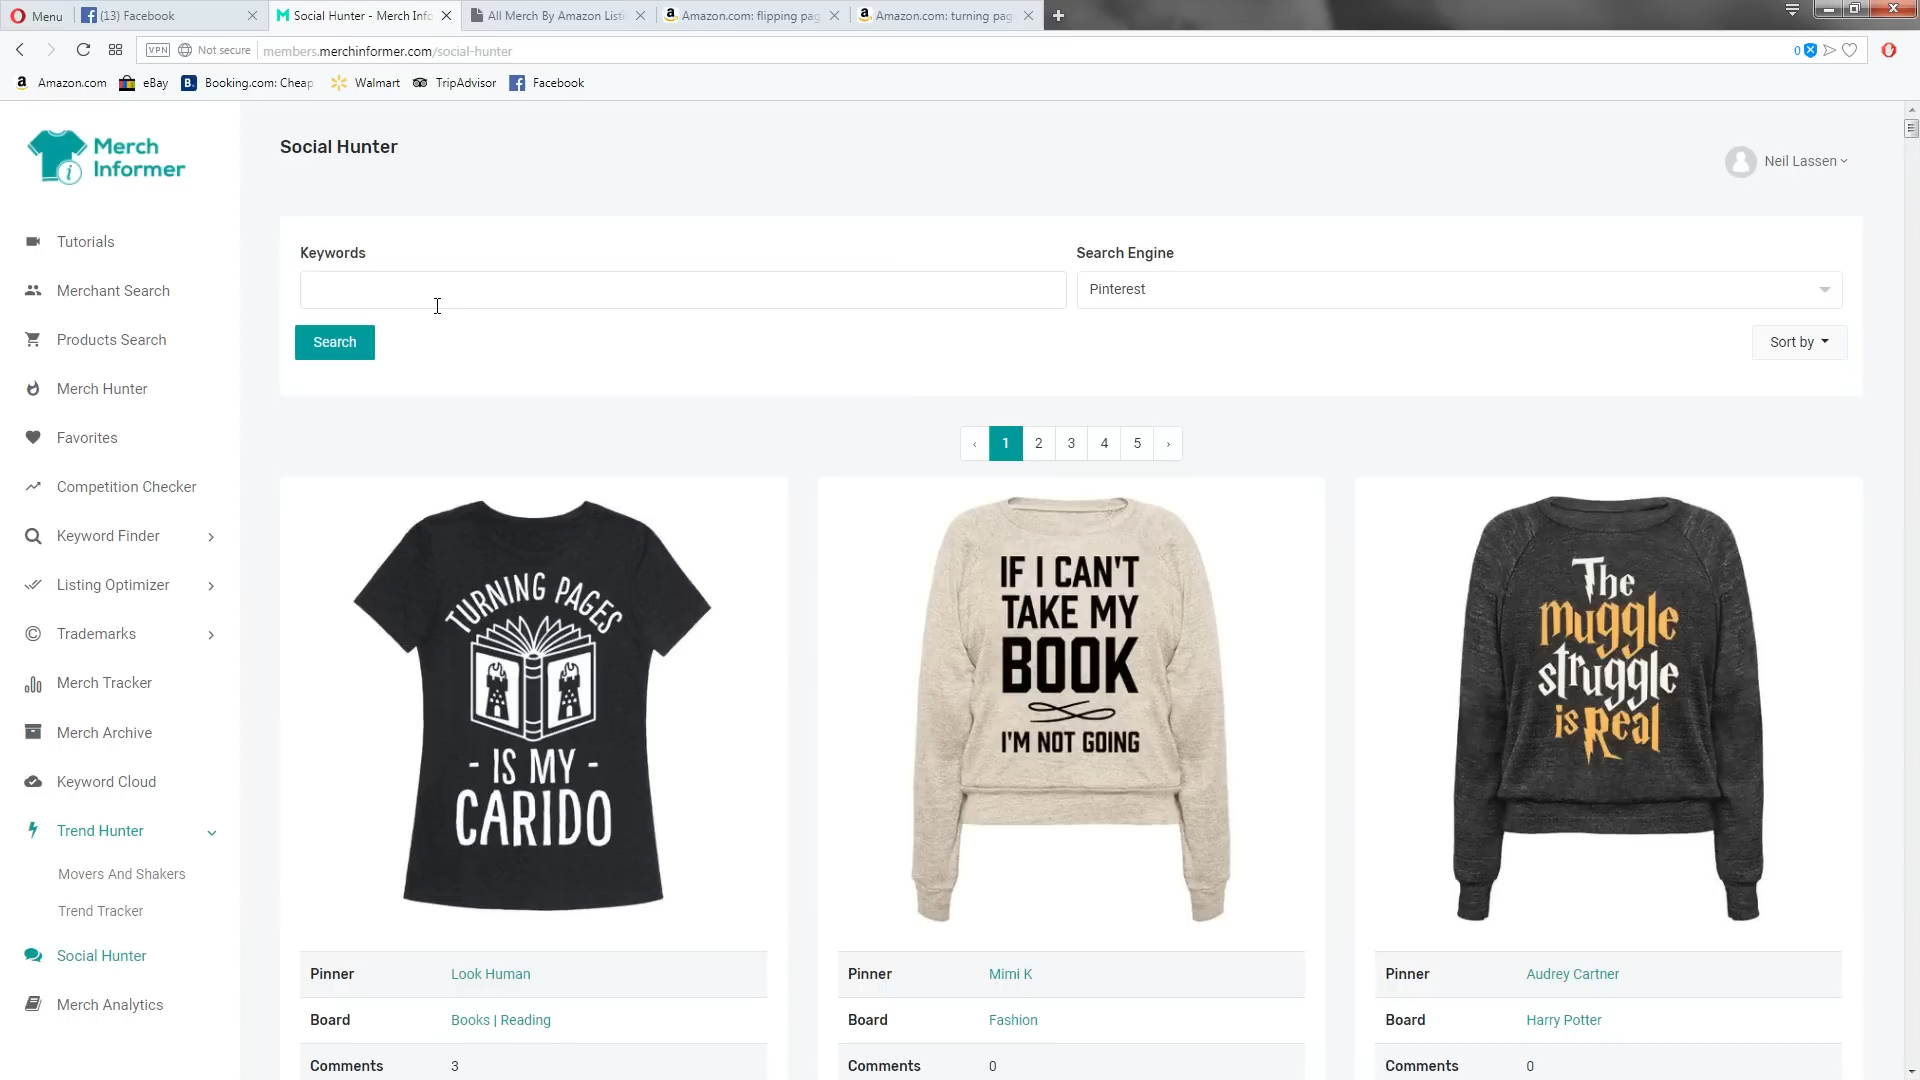 Menu
(13) Facebook
Social Hunter - Merch Info
All Merch By Amazon Listi
Amazon.com: flipping pag
Amazon.com: turning pag
VPN
Not secure
members.merchinformer.com/social-hunter
0
Amazon.com
eBay
Booking.com: Cheap
Walmart
TripAdvisor
Facebook
Merch
Informer
Social Hunter
Neil Lassen
Tutorials
Merchant Search
Products Search
Merch Hunter
Favorites
Competition Checker
Keyword Finder
Listing Optimizer
Trademarks
Merch Tracker
Merch Archive
Keyword Cloud
Trend Hunter
Movers And Shakers
Trend Tracker
Social Hunter
Merch Analytics
Keywords
Search Engine
Pinterest
Search
Sort by
‹ 1 2 3 4 5 ›
TURNING PAGES
- IS MY -
CARIDO
IF I CAN'T
TAKE MY
BOOK
I'M NOT GOING
The
muggle
struggle
is Real
Pinner Look Human
Board Books | Reading
Comments 3
Pinner Mimi K
Board Fashion
Comments 0
Pinner Audrey Cartner
Board Harry Potter
Comments 0